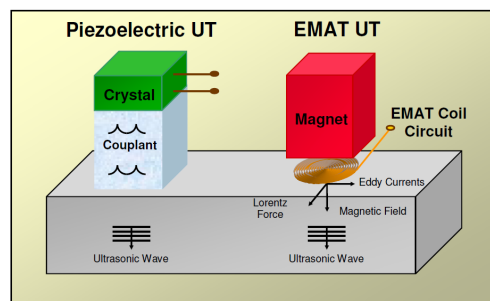 Piezoelectric UT
EMAT UT
Crystal
Couplant
Magnet
EMAT Coil
Circuit
Eddy Currents
Lorentz
Force
Magnetic Field
Ultrasonic Wave
Ultrasonic Wave